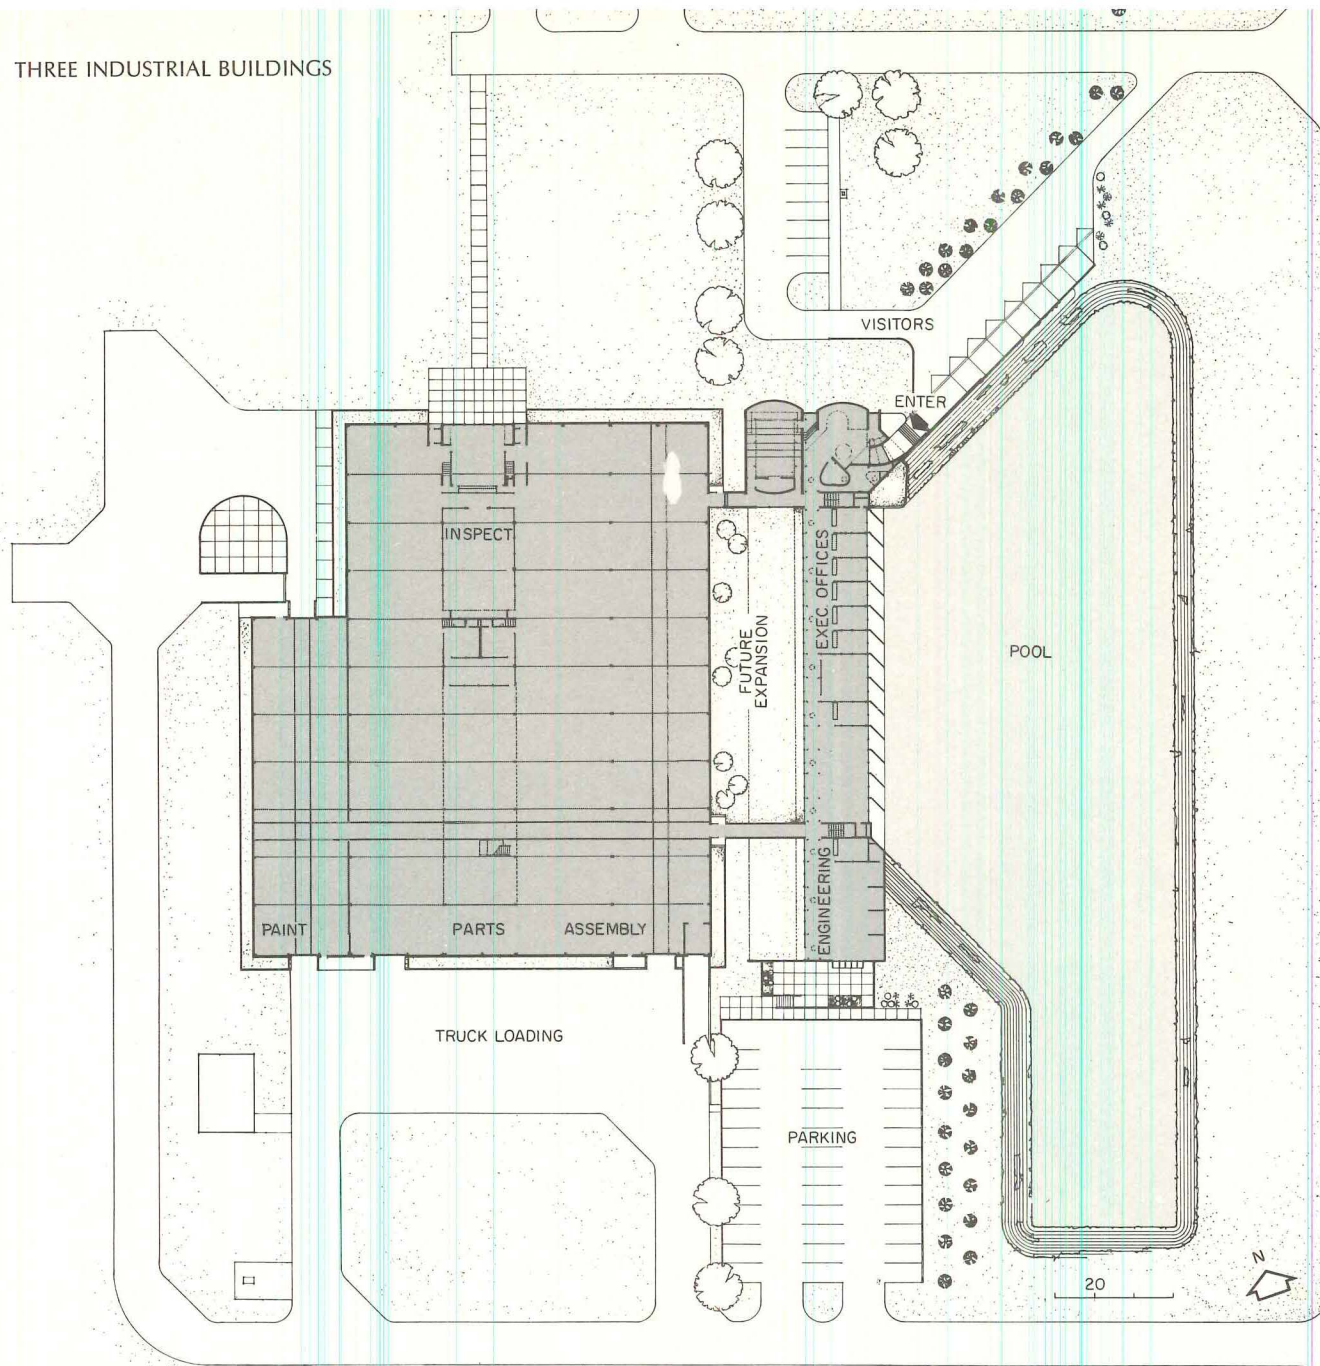 THREE INDUSTRIAL BUILDINGS
VISITORS
ENTER
INSPECT
EXEC. OFFICES
FUTURE
EXPANSION
POOL
ENGINEERING
PAINT
PARTS
ASSEMBLY
TRUCK LOADING
PARKING
N
20